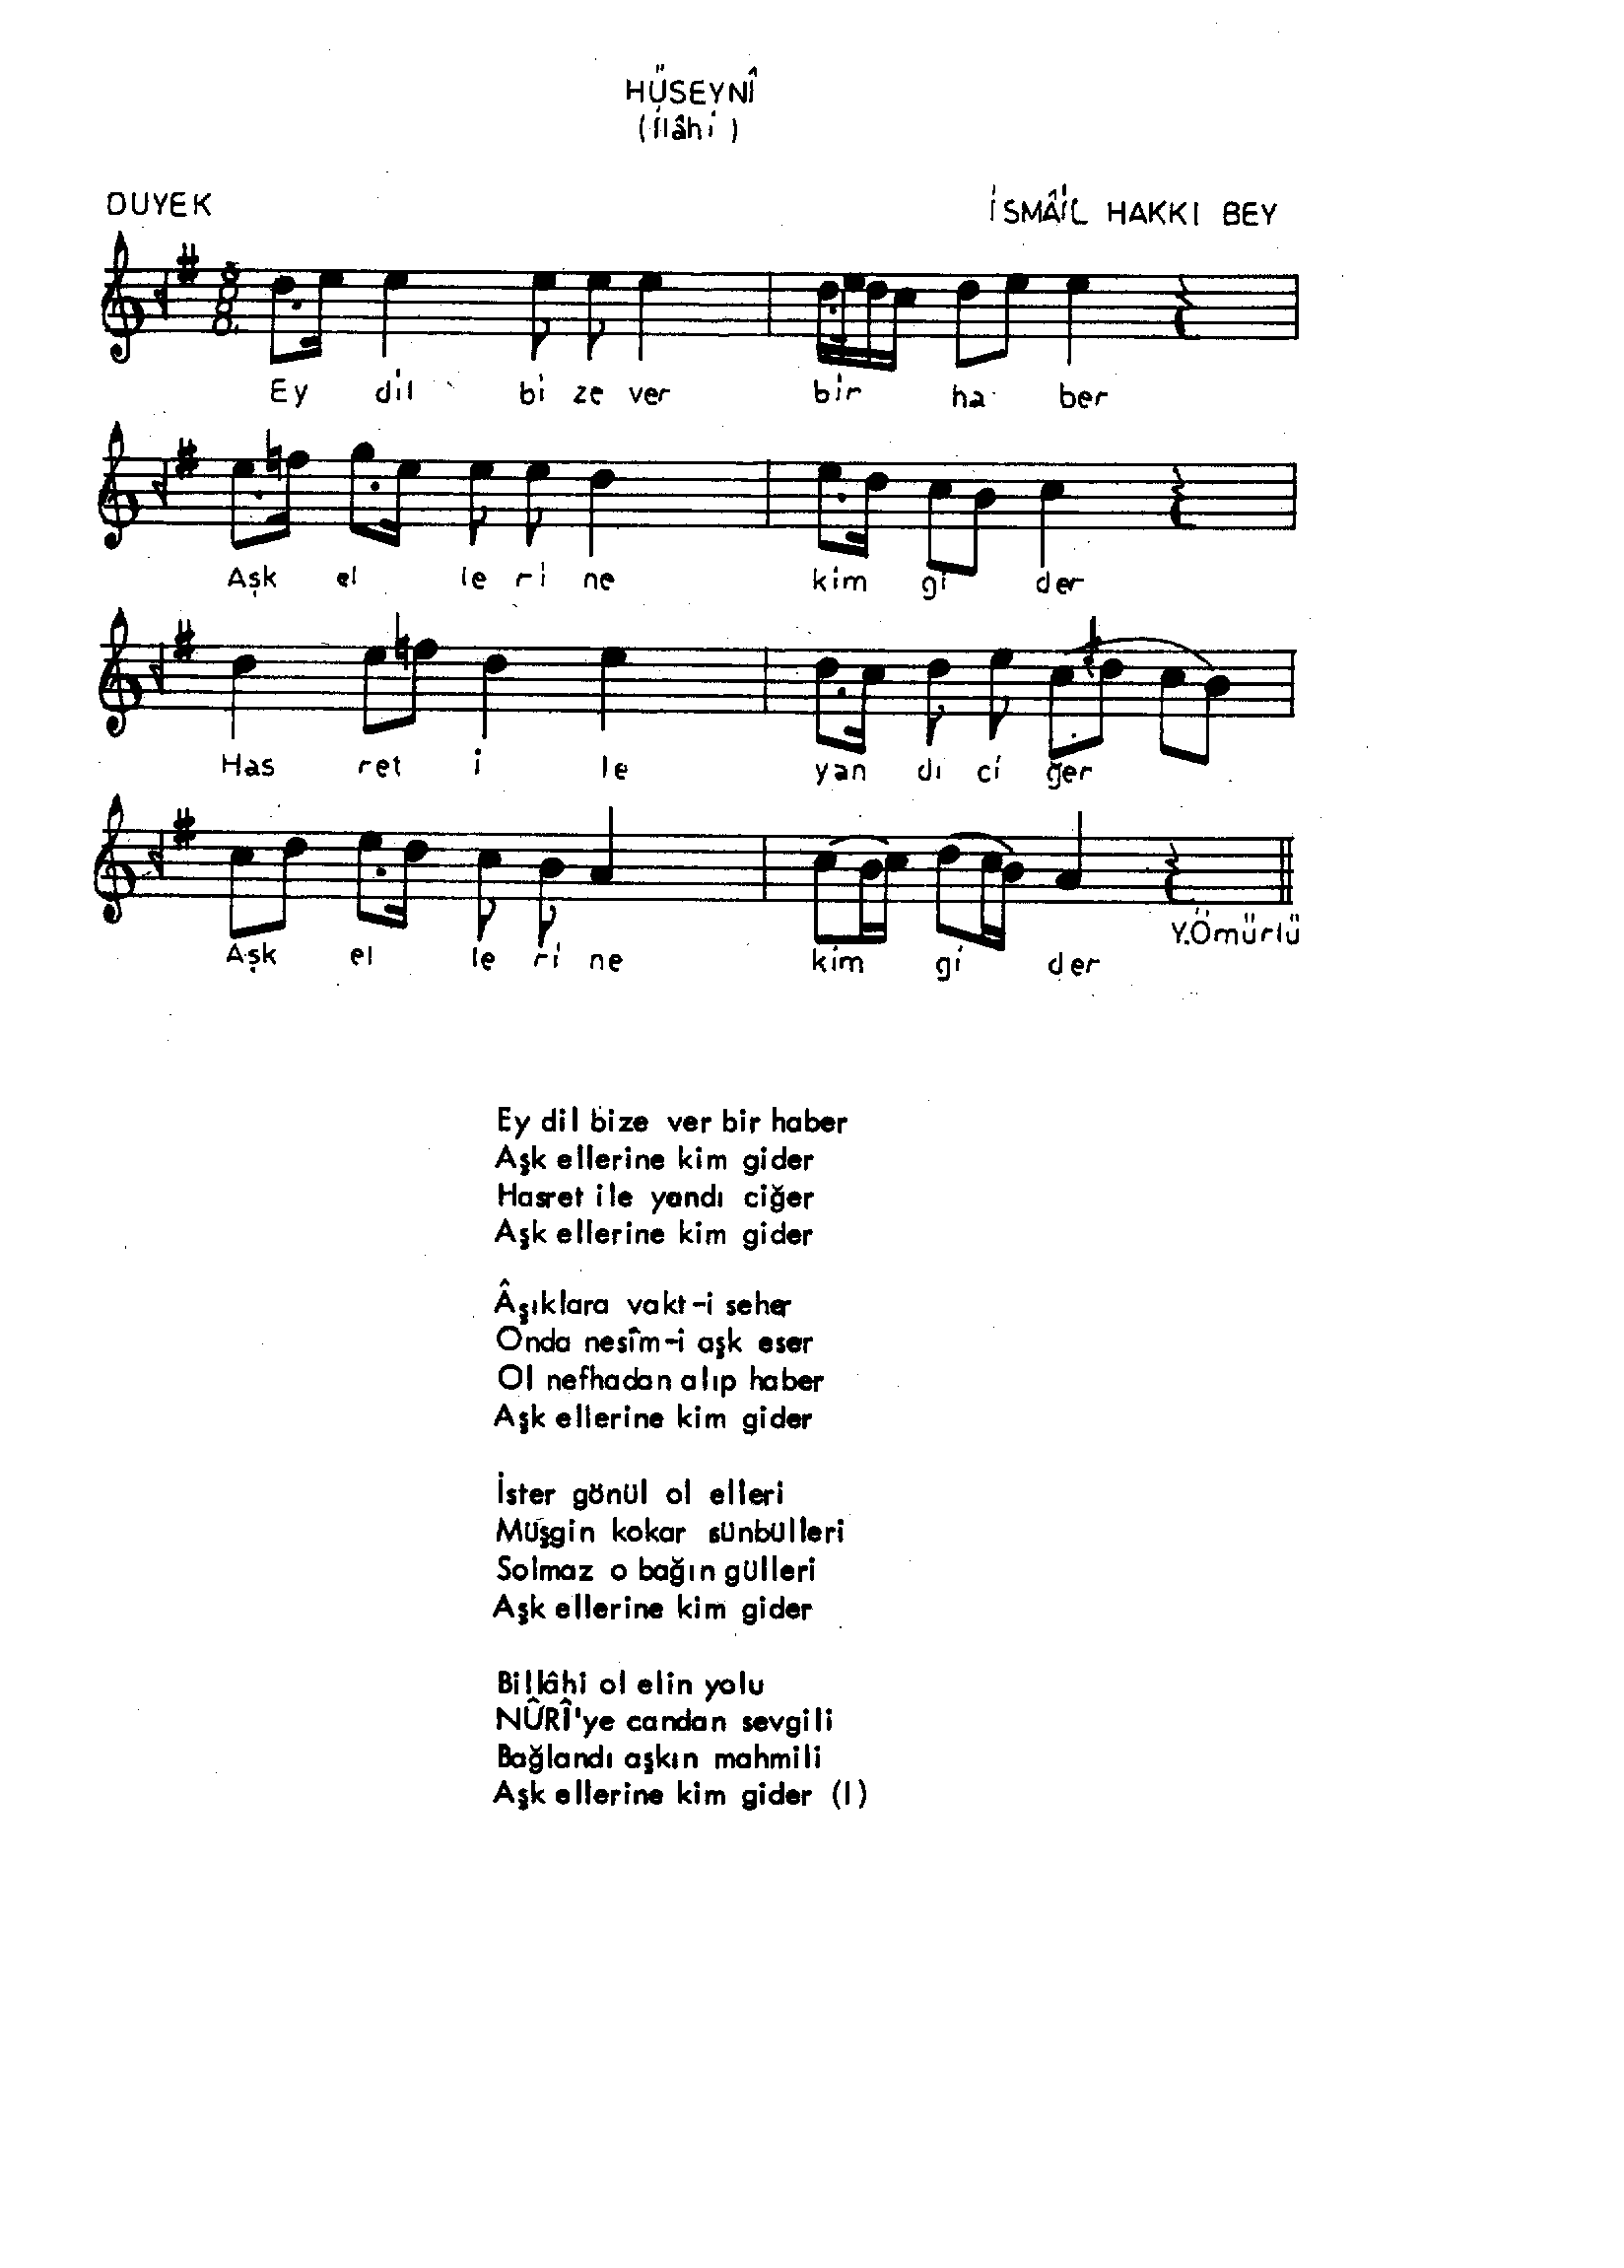 HÜSEYNÎ
(İlâhi)
DUYEK
İSMÂİL HAKKI BEY
Ey dil bi ze ver bir ha ber
Aşk el le ri ne kim gi der
Has ret i le yan dı ci ğer
Aşk el le ri ne kim gi der
Y.Ömürlü
Ey dil bize ver bir haber
Aşk ellerine kim gider
Hasret ile yandı ciğer
Aşk ellerine kim gider
Âşıklara vakt-i seher
Onda nesîm-i aşk eser
Ol nefhadan alıp haber
Aşk ellerine kim gider
İster gönül ol elleri
Müşgin kokar sünbülleri
Solmaz o bağın gülleri
Aşk ellerine kim gider
Billâhi ol elin yolu
NÛRÎ'ye candan sevgili
Bağlandı aşkın mahmili
Aşk ellerine kim gider (1)